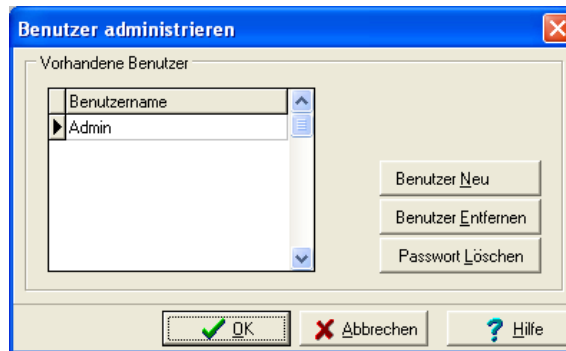 Benutzer administrieren
Vorhandene Benutzer
Benutzername
Admin
Benutzer Neu
Benutzer Entfernen
Passwort Löschen
OK
Abbrechen
Hilfe